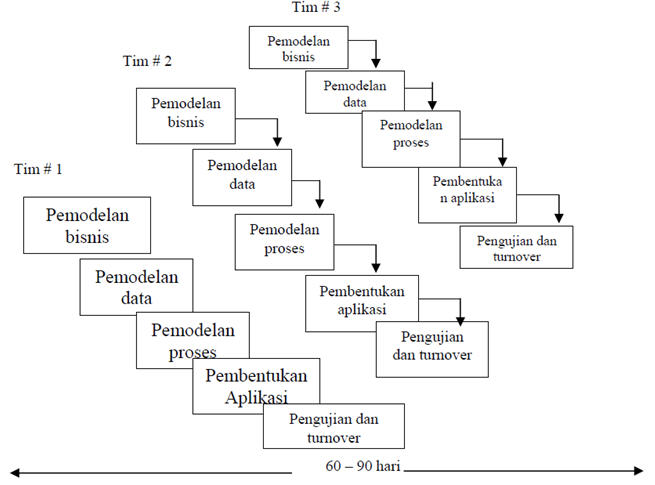 Tim # 3
Pemodelan
bisnis
Pemodelan
data
Pemodelan
proses
Pembentuka
n aplikasi
Pengujian dan
turnover
Tim # 2
Pemodelan
bisnis
Pemodelan
data
Pemodelan
proses
Pembentukan
aplikasi
Pengujian
dan turnover
Tim # 1
Pemodelan
bisnis
Pemodelan
data
Pemodelan
proses
Pembentukan
Aplikasi
Pengujian dan
turnover
60 – 90 hari